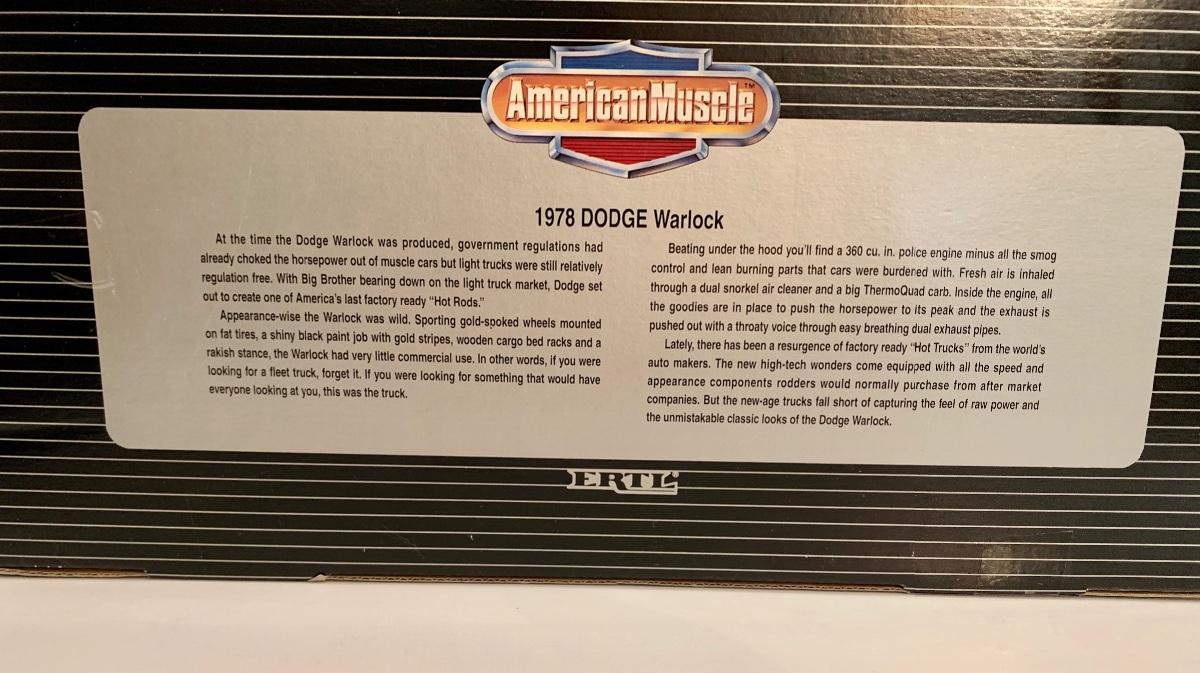 AmericanMuscle™
1978 DODGE Warlock
At the time the Dodge Warlock was produced, government regulations had
already choked the horsepower out of muscle cars but light trucks were still relatively
regulation free. With Big Brother bearing down on the light truck market, Dodge set
out to create one of America's last factory ready "Hot Rods."
Appearance-wise the Warlock was wild. Sporting gold-spoked wheels mounted
on fat tires, a shiny black paint job with gold stripes, wooden cargo bed racks and a
rakish stance, the Warlock had very little commercial use. In other words, if you were
looking for a fleet truck, forget it. If you were looking for something that would have
everyone looking at you, this was the truck.
Beating under the hood you'll find a 360 cu. in. police engine minus all the smog
control and lean burning parts that cars were burdened with. Fresh air is inhaled
through a dual snorkel air cleaner and a big ThermoQuad carb. Inside the engine, all
the goodies are in place to push the horsepower to its peak and the exhaust is
pushed out with a throaty voice through easy breathing dual exhaust pipes.
Lately, there has been a resurgence of factory ready "Hot Trucks" from the world's
auto makers. The new high-tech wonders come equipped with all the speed and
appearance components rodders would normally purchase from after market
companies. But the new-age trucks fall short of capturing the feel of raw power and
the unmistakable classic looks of the Dodge Warlock.
ERTL®